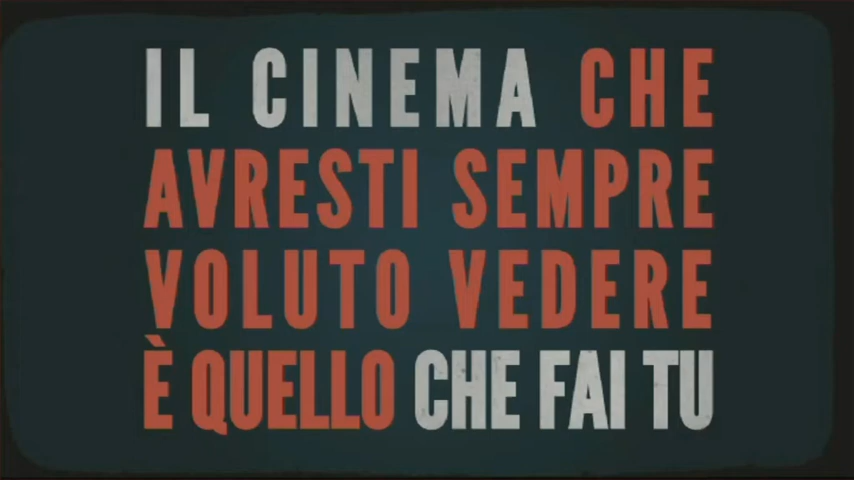 IL CINEMA CHE
AVRESTI SEMPRE
VOLUTO VEDERE
È QUELLO CHE FAI TU